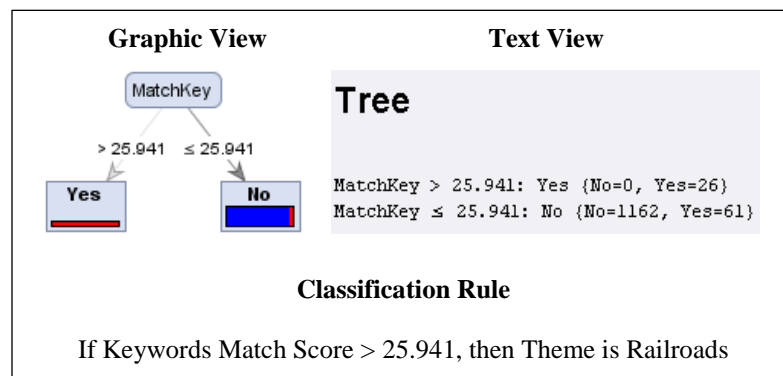 Graphic View
Text View
MatchKey
> 25.941 ≤ 25.941
Yes
No
Tree
MatchKey > 25.941: Yes {No=0, Yes=26}
MatchKey ≤ 25.941: No {No=1162, Yes=61}
Classification Rule
If Keywords Match Score > 25.941, then Theme is Railroads